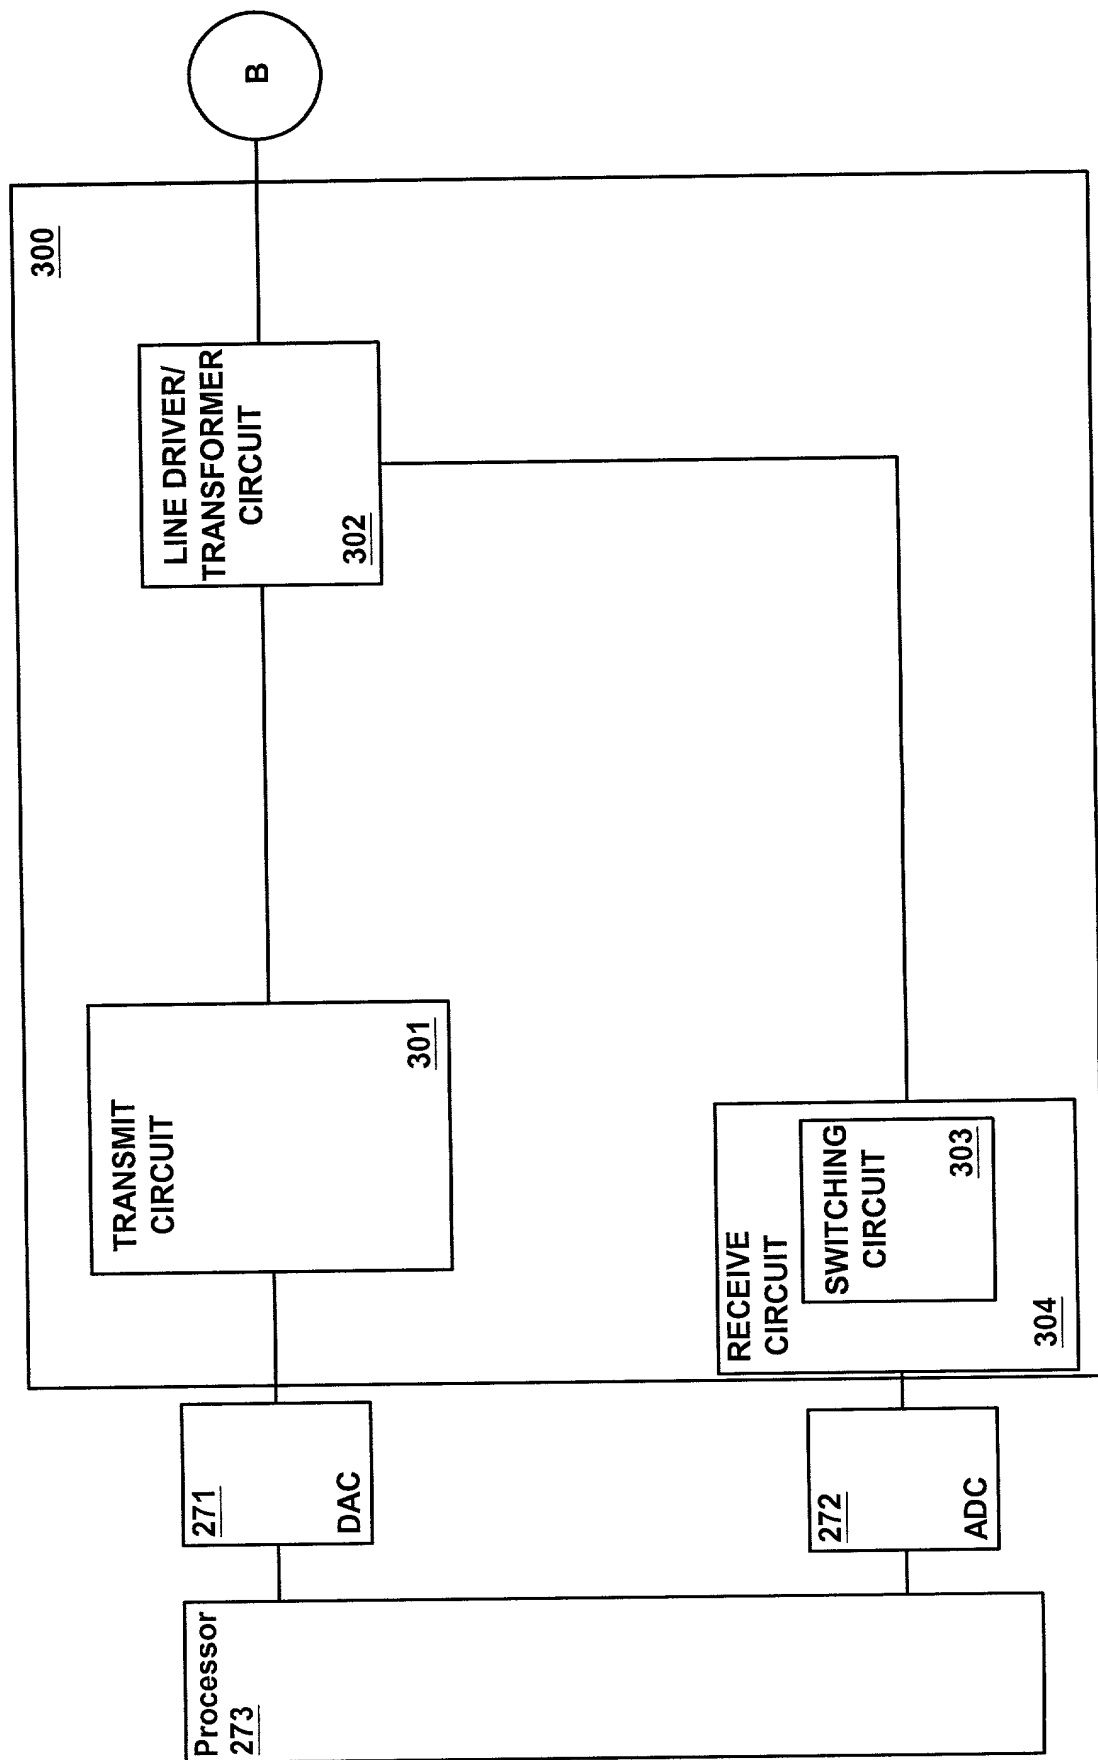 Processor
273
271
DAC
272
ADC
TRANSMIT
CIRCUIT
301
RECEIVE
CIRCUIT
304
SWITCHING
CIRCUIT
303
LINE DRIVER/
TRANSFORMER
CIRCUIT
302
300
B